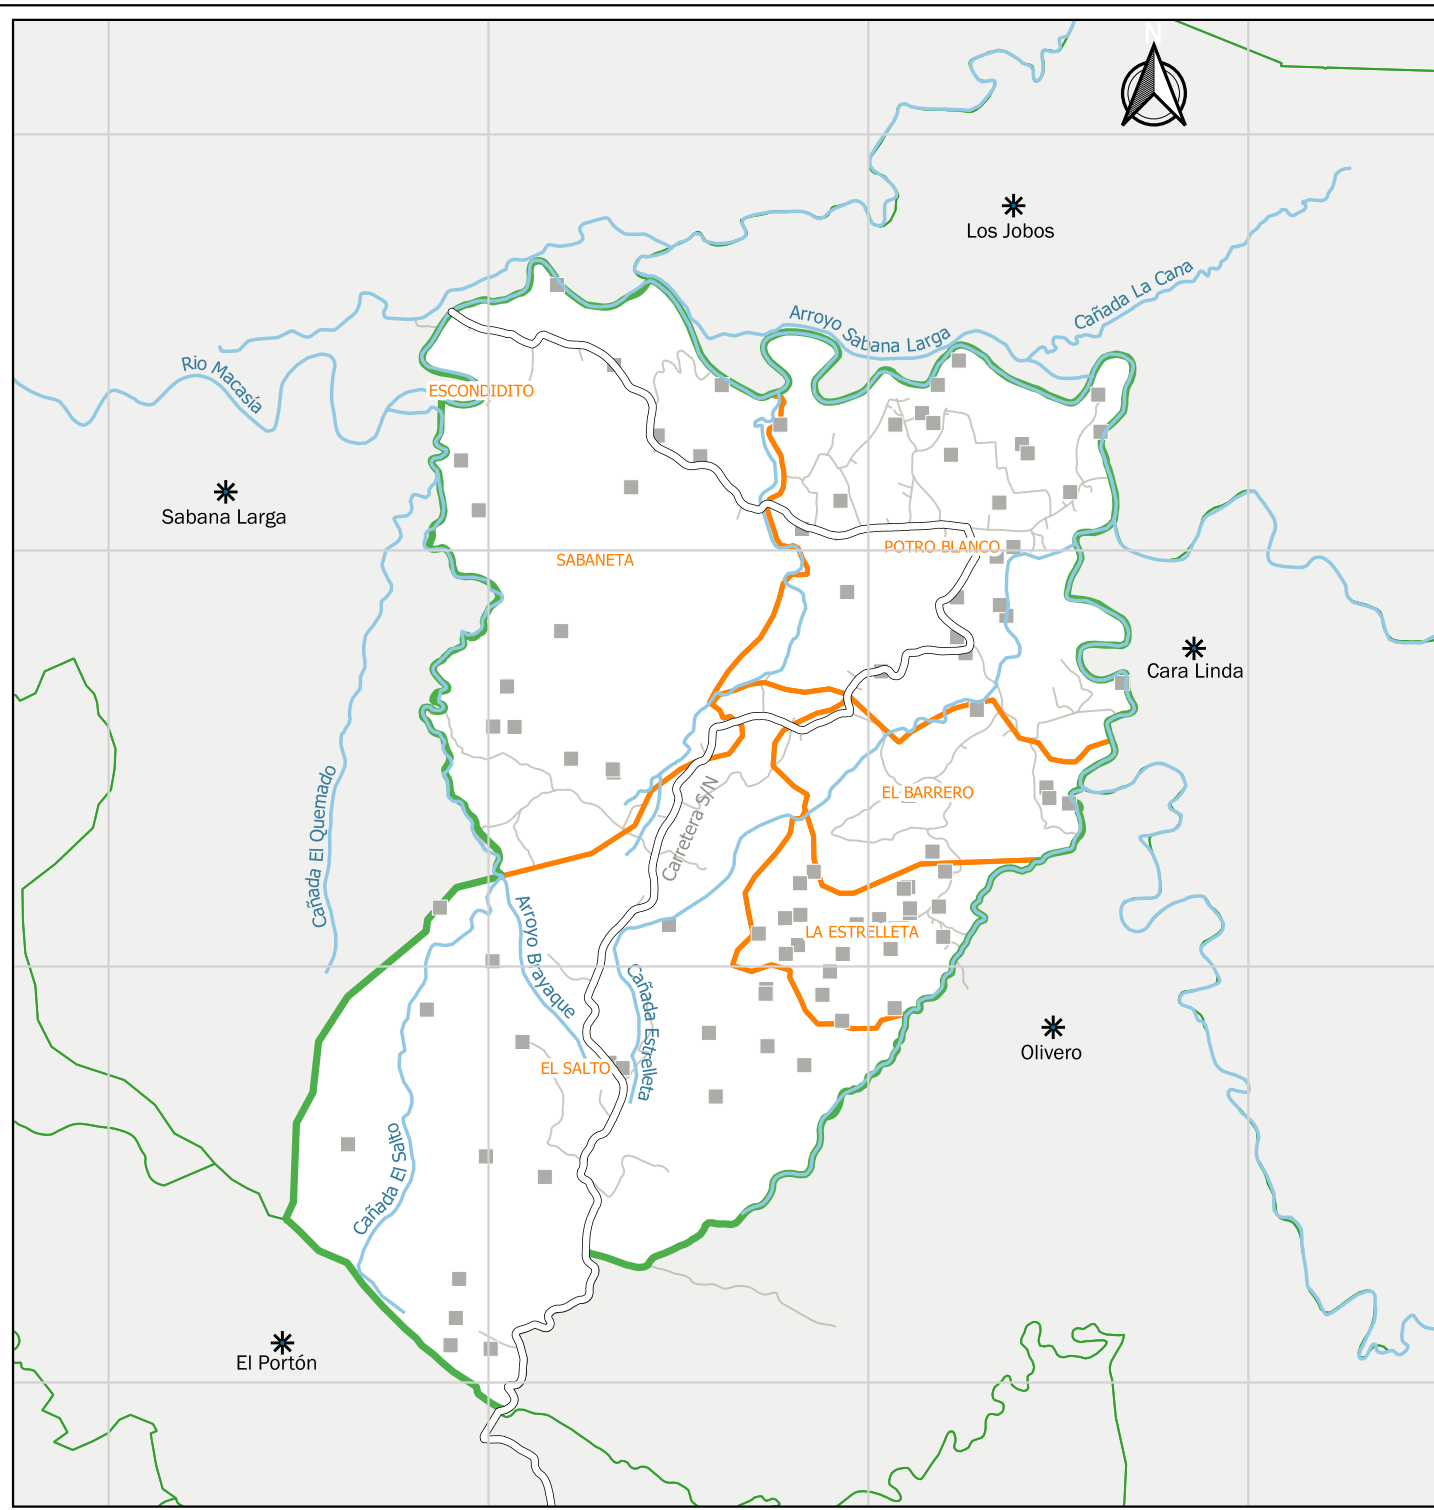 N
Los Jobos
Cañada La Cana
Arroyo Sabana Larga
Rio Macasía
ESCONDIDITO
Sabana Larga
SABANETA
POTRO BLANCO
Cara Linda
Cañada El Quemado
Carretera S/N
EL BARRERO
Arroyo Brayaque
LA ESTRELLETA
Cañada Estrelleta
Olivero
EL SALTO
Cañada El Salto
El Portón